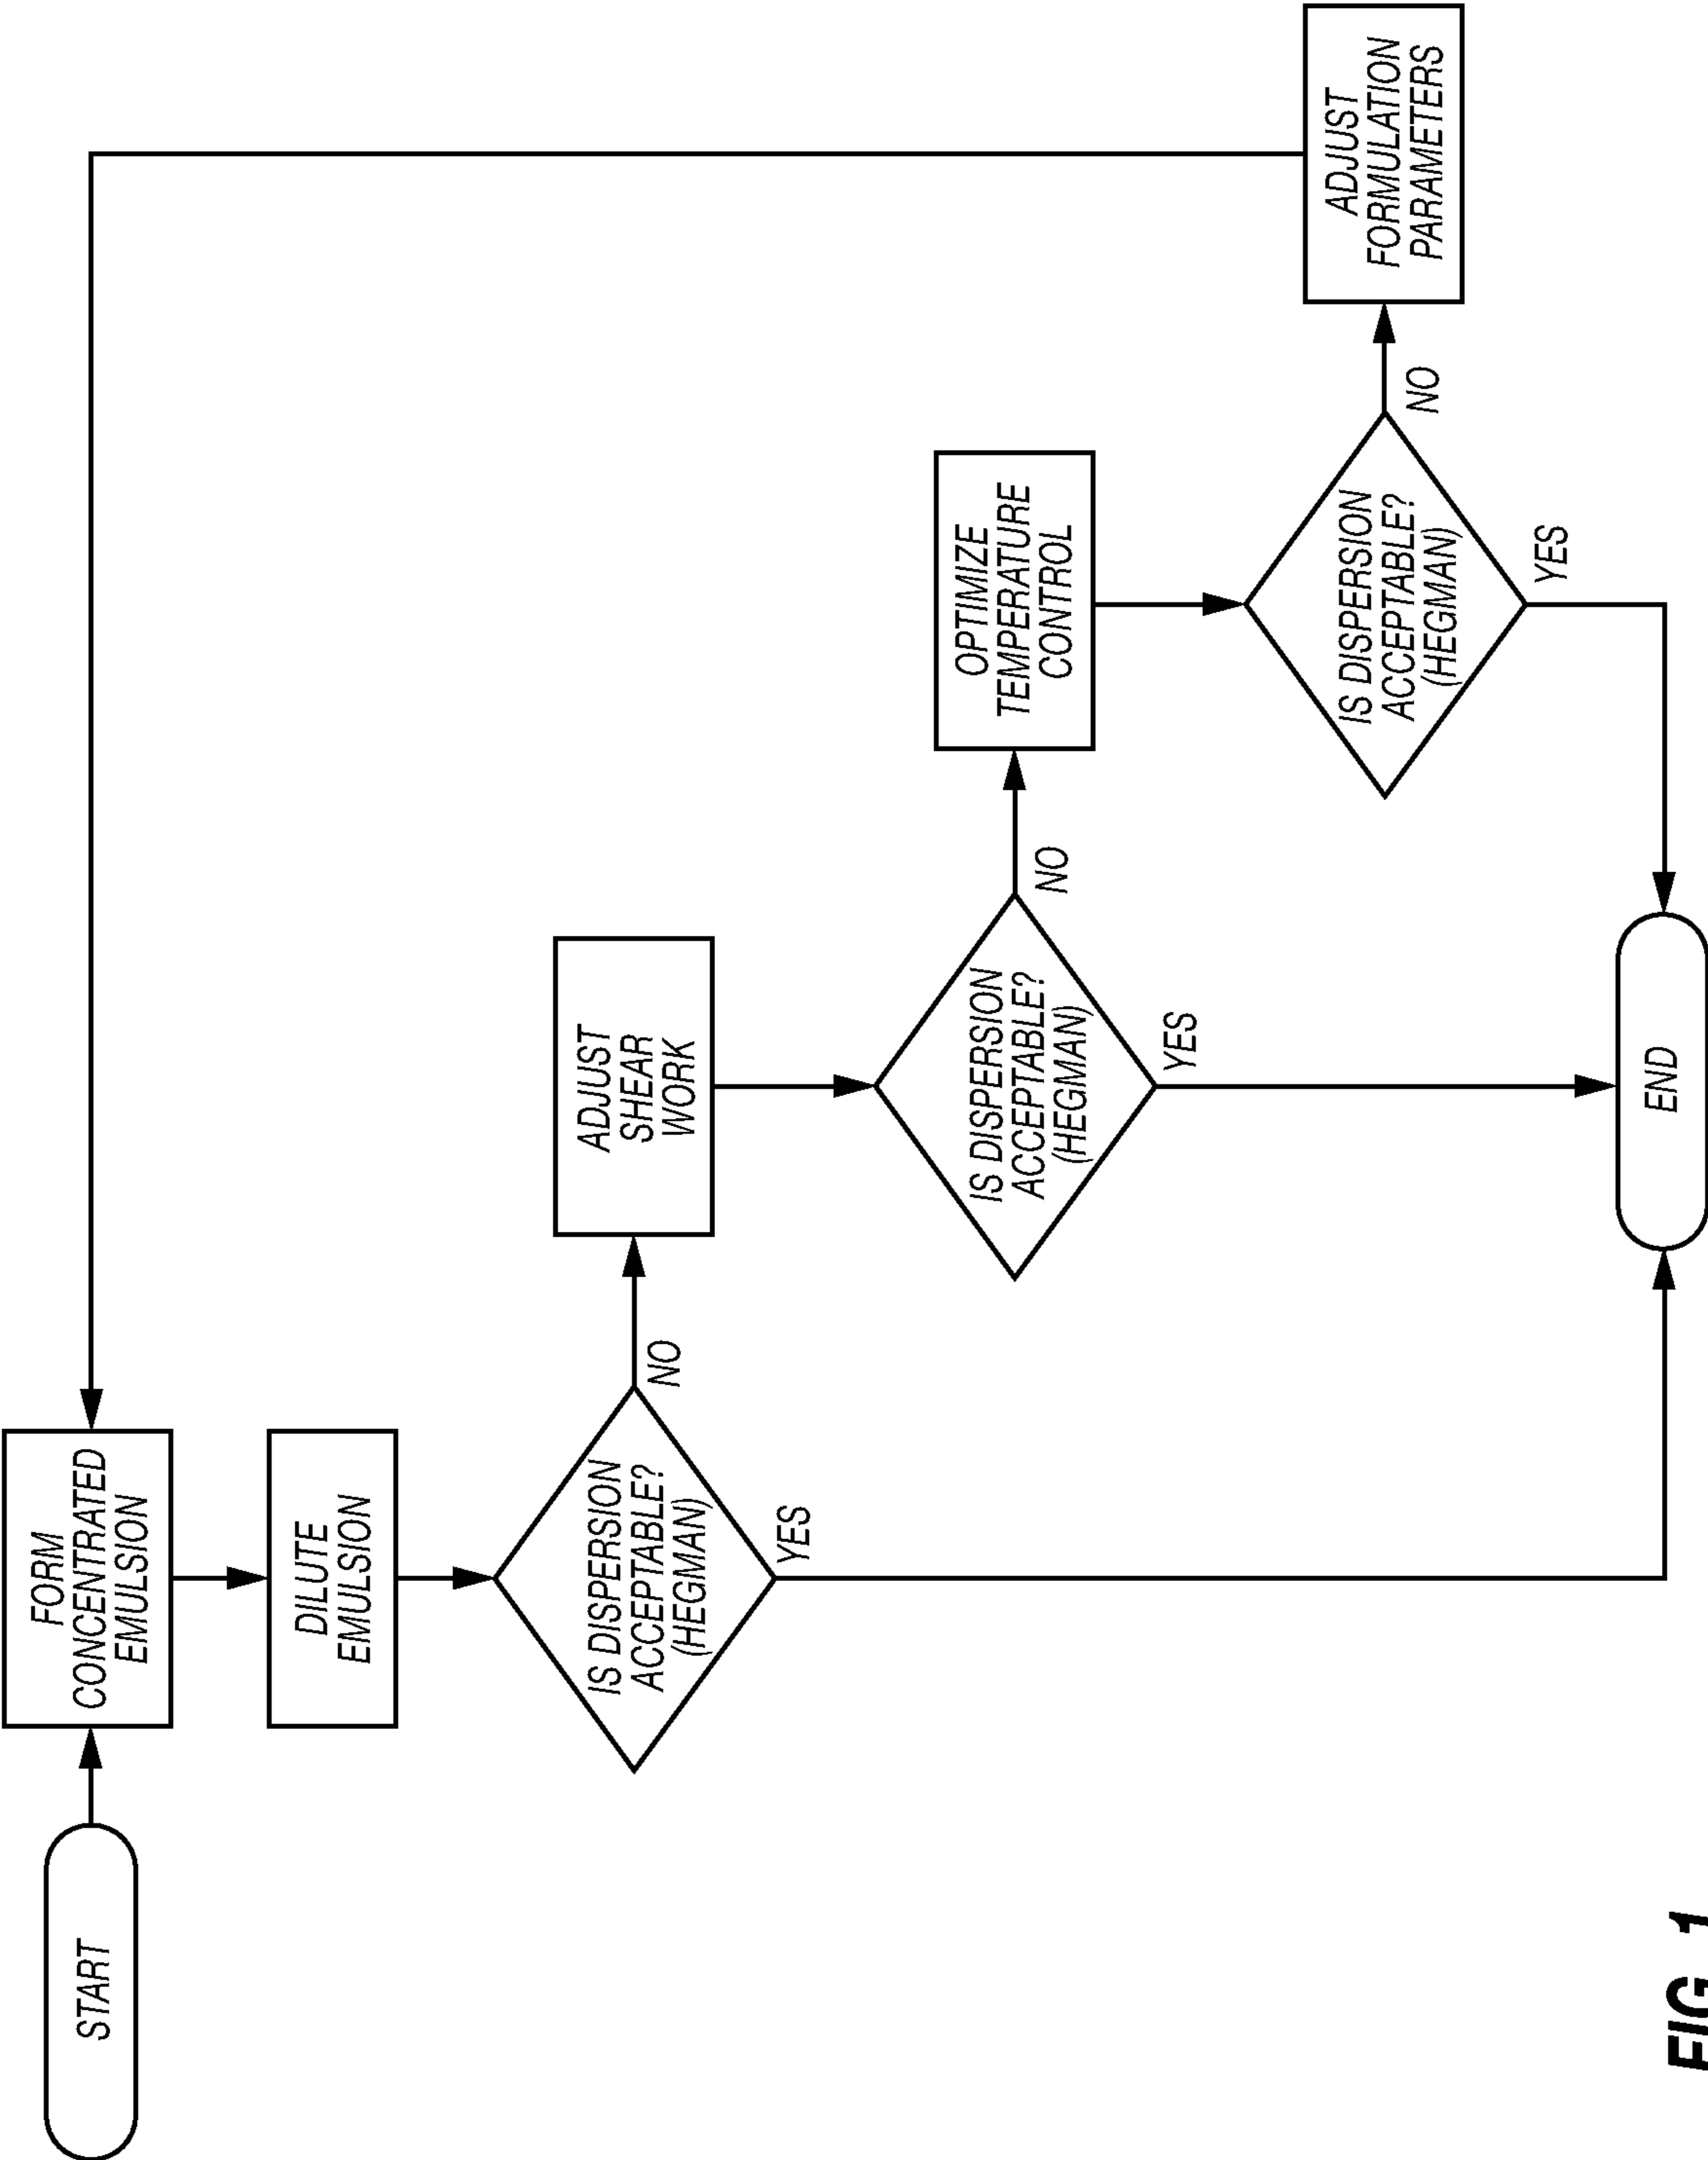 START
FORM
CONCENTRATED
EMULSION
DILUTE
EMULSION
IS DISPERSION
ACCEPTABLE?
(HEGMAN)
NO
YES
ADJUST
SHEAR
WORK
IS DISPERSION
ACCEPTABLE?
(HEGMAN)
NO
YES
OPTIMIZE
TEMPERATURE
CONTROL
IS DISPERSION
ACCEPTABLE?
(HEGMAN)
NO
YES
ADJUST
FORMULATION
PARAMETERS
END
FIG. 1